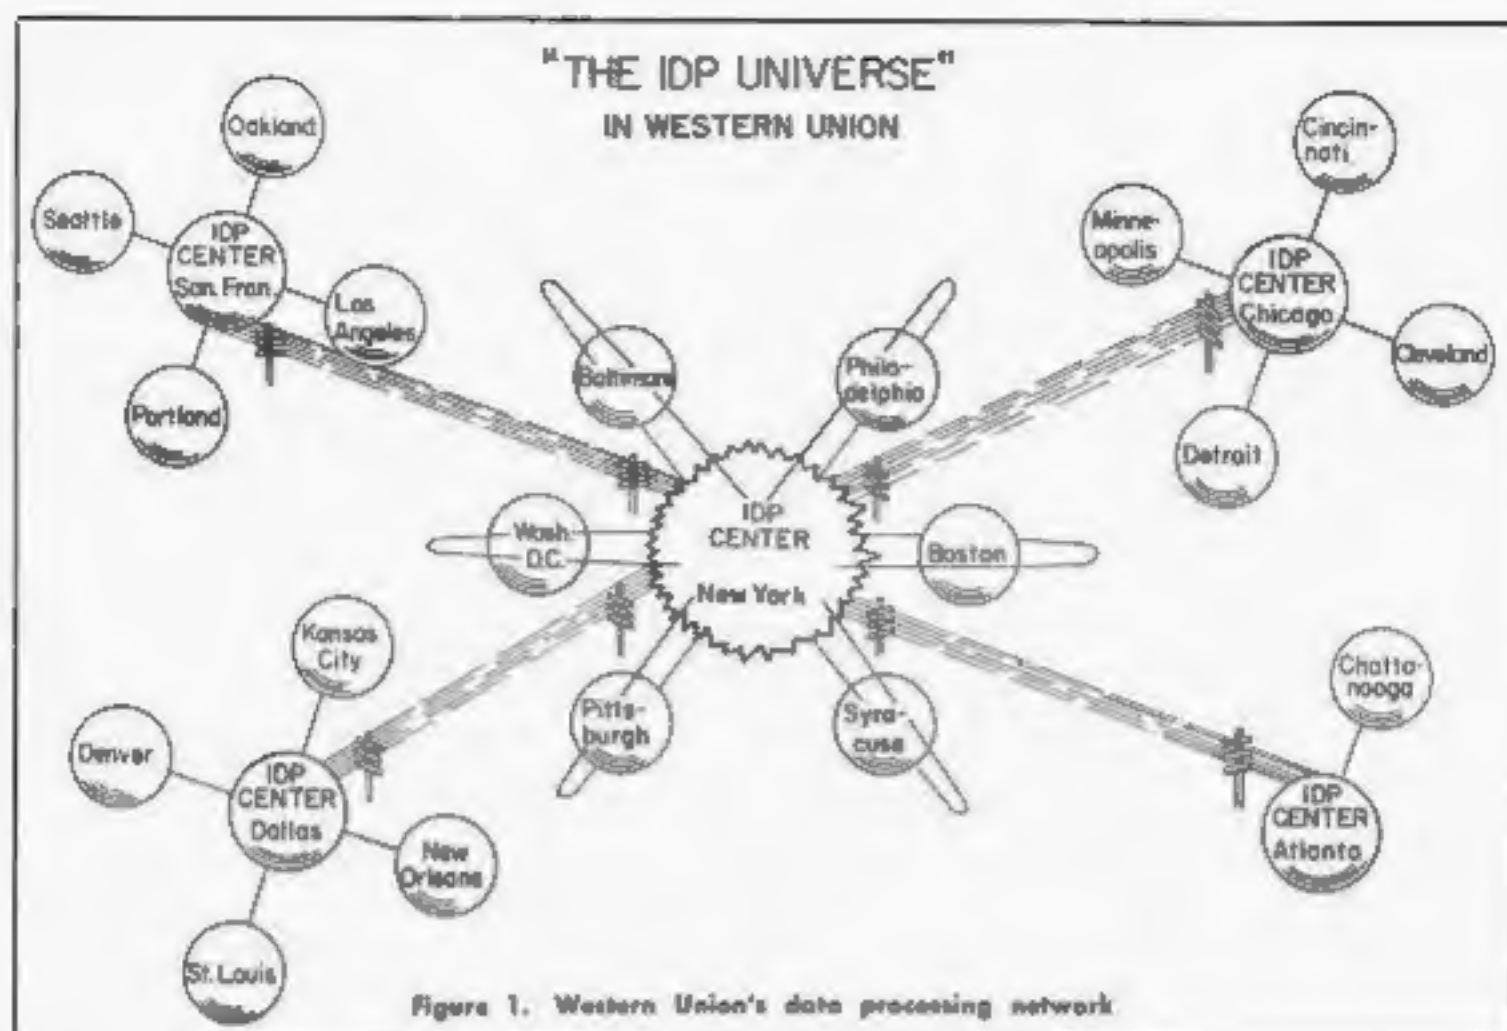 "THE IDP UNIVERSE"
IN WESTERN UNION
Oakland
Seattle
IDP
CENTER
San. Fran.
Los
Angeles
Portland
Cincin-
nati
Minne-
apolis
IDP
CENTER
Chicago
Cleveland
Detroit
Baltimore
Phila-
delphia
Wash.
D.C.
IDP
CENTER
New York
Boston
Pitts-
burgh
Syra-
cuse
Kansas
City
Denver
IDP
CENTER
Dallas
New
Orleans
St. Louis
Chatta-
nooga
IDP
CENTER
Atlanta
Figure 1. Western Union's data processing network